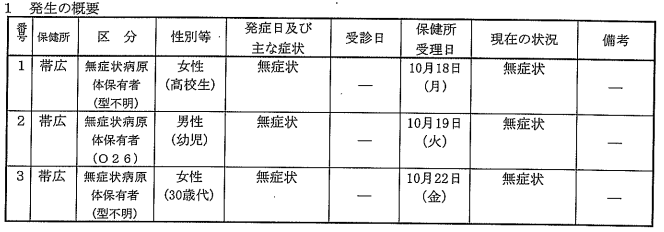 1 発生の概要
番号 保健所 区 分 性別等 発症日及び主な症状 受診日 保健所受理日 現在の状況 備考
1 帯広 無症状病原体保有者(型不明) 女性(高校生) 無症状 — 10月18日(月) 無症状 —
2 帯広 無症状病原体保有者(O26) 男性(幼児) 無症状 — 10月19日(火) 無症状 —
3 帯広 無症状病原体保有者(型不明) 女性(30歳代) 無症状 — 10月22日(金) 無症状 —